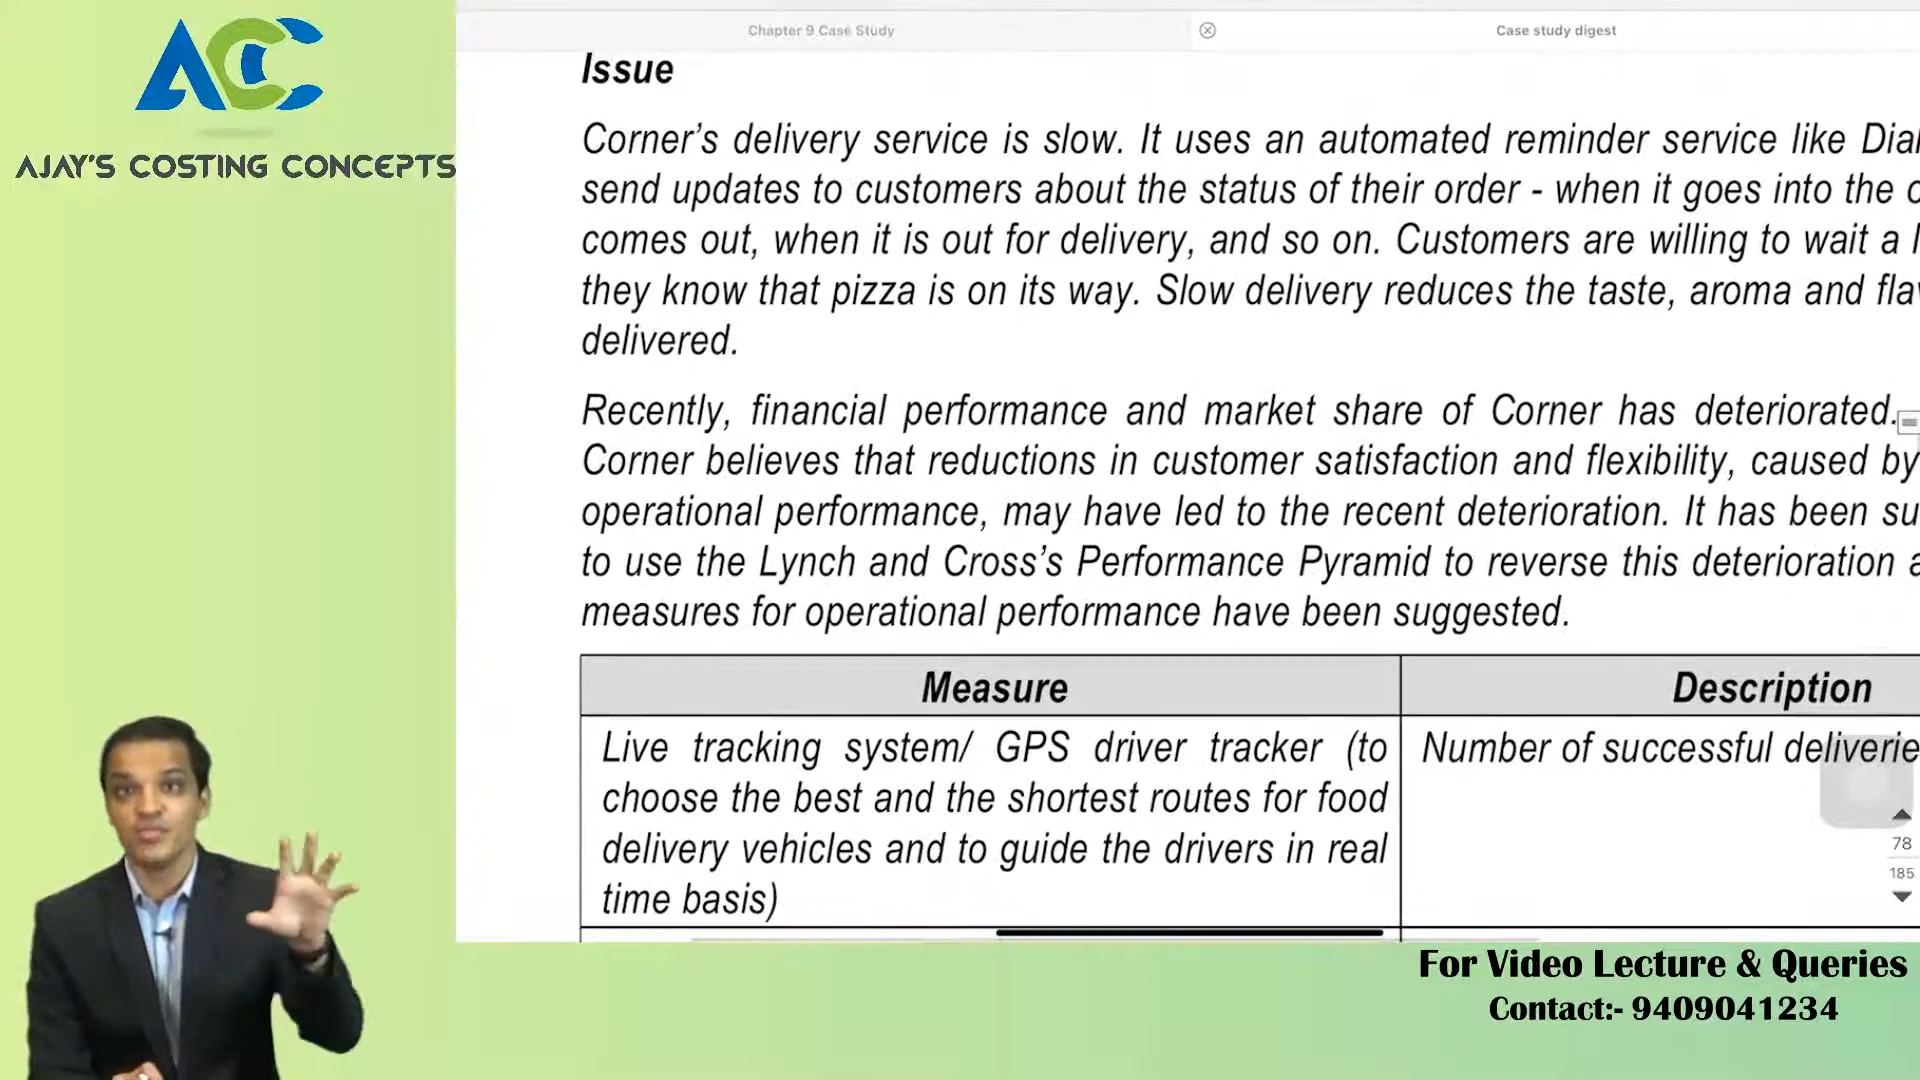 ACC
AJAY'S COSTING CONCEPTS
Chapter 9 Case Study
Case study digest
Issue
Corner's delivery service is slow. It uses an automated reminder service like
send updates to customers about the status of their order - when it goes into the
comes out, when it is out for delivery, and so on. Customers are willing to wait a
they know that pizza is on its way. Slow delivery reduces the taste, aroma and
delivered.
Recently, financial performance and market share of Corner has deteriorated.
Corner believes that reductions in customer satisfaction and flexibility, caused by
operational performance, may have led to the recent deterioration. It has been
to use the Lynch and Cross's Performance Pyramid to reverse this deterioration
measures for operational performance have been suggested.
Measure
Description
Live tracking system/ GPS driver tracker (to
choose the best and the shortest routes for food
delivery vehicles and to guide the drivers in real
time basis)
Number of successful
78
185
For Video Lecture & Queries
Contact:- 9409041234